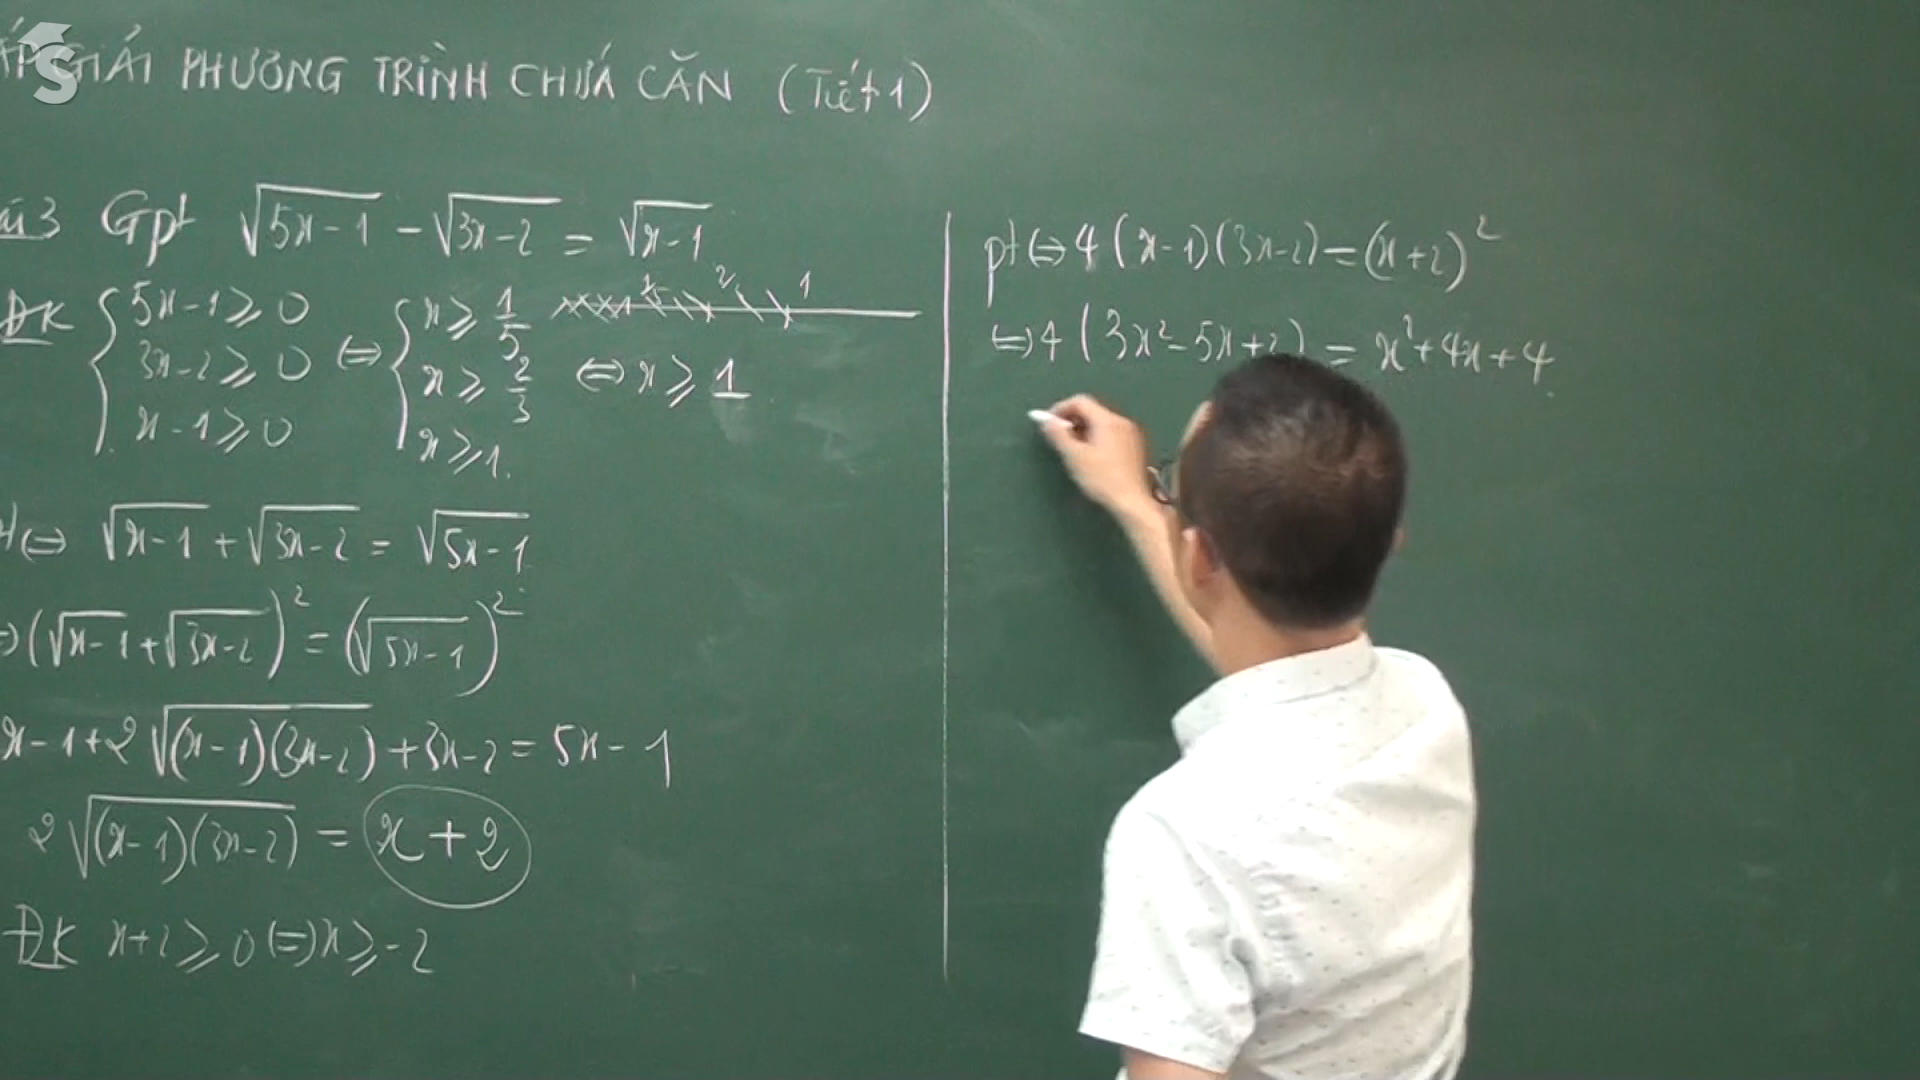 GIẢI PHƯƠNG TRÌNH CHỨA CĂN (Tiết 1)
3 Gpt √(5x-1) - √(3x-2) = √(x-1)
ĐK { 5x-1 ≥ 0 ⇔ { x ≥ 1/5
3x-2 ≥ 0 x ≥ 2/3 ⇔ x ≥ 1
x-1 ≥ 0 x ≥ 1.
⇔ √(x-1) + √(3x-2) = √(5x-1)
(√(x-1) + √(3x-2))² = (√(5x-1))²
x-1+2√((x-1)(3x-2)) + 3x-2 = 5x-1
2√((x-1)(3x-2)) = x+2
ĐK x+2 ≥ 0 ⇔ x ≥ -2
pt ⇔ 4(x-1)(3x-2) = (x+2)²
⇔ 4(3x²-5x+2) = x²+4x+4